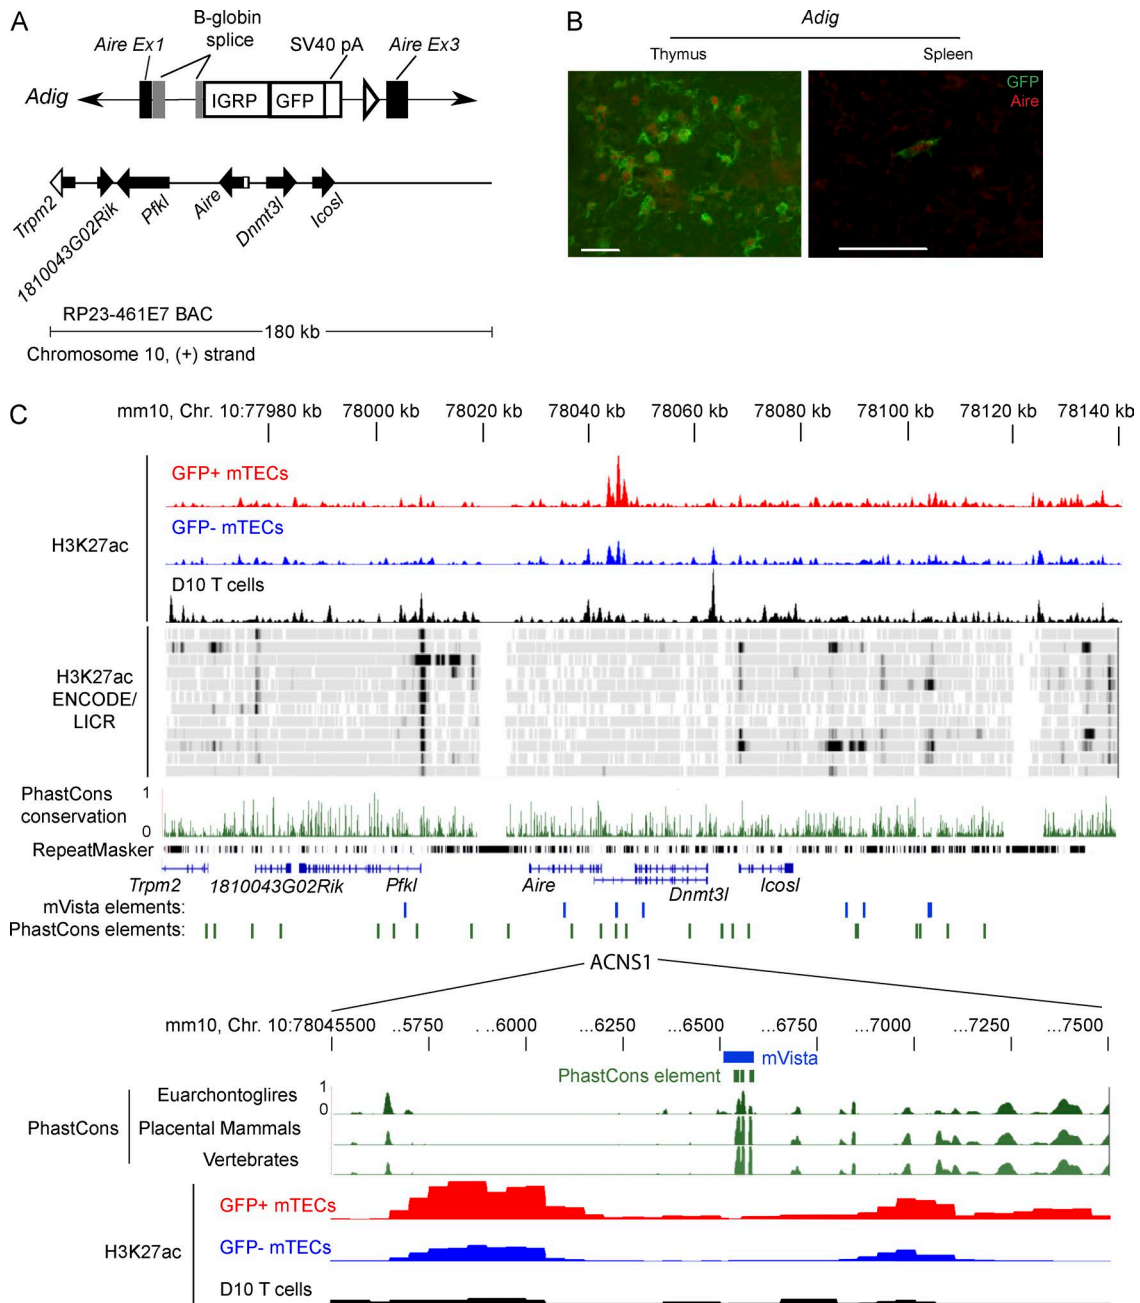 A
B-globin
splice
Aire Ex1
SV40 pA
Aire Ex3
Adig
IGRP
GFP
Trpm2
1810043G02Rik
Pfkl
Aire
Dnmt3l
Icosl
RP23-461E7 BAC
180 kb
Chromosome 10, (+) strand
B
Adig
Thymus
Spleen
GFP
Aire
C
mm10, Chr. 10:77980 kb 78000 kb 78020 kb 78040 kb 78060 kb 78080 kb 78100 kb 78120 kb 78140 kb
GFP+ mTECs
GFP- mTECs
H3K27ac
D10 T cells
H3K27ac
ENCODE/
LICR
PhastCons
conservation
1
0
RepeatMasker
Trpm2 1810043G02Rik Pfkl Aire Dnmt3l Icosl
mVista elements:
PhastCons elements:
ACNS1
mm10, Chr. 10:78045500 ..5750 . ..6000 ...6250 ...6500 ...6750 ...7000 ...7250 ...7500
mVista
PhastCons element
Euarchontoglires
1
0
PhastCons
Placental Mammals
Vertebrates
GFP+ mTECs
H3K27ac
GFP- mTECs
D10 T cells